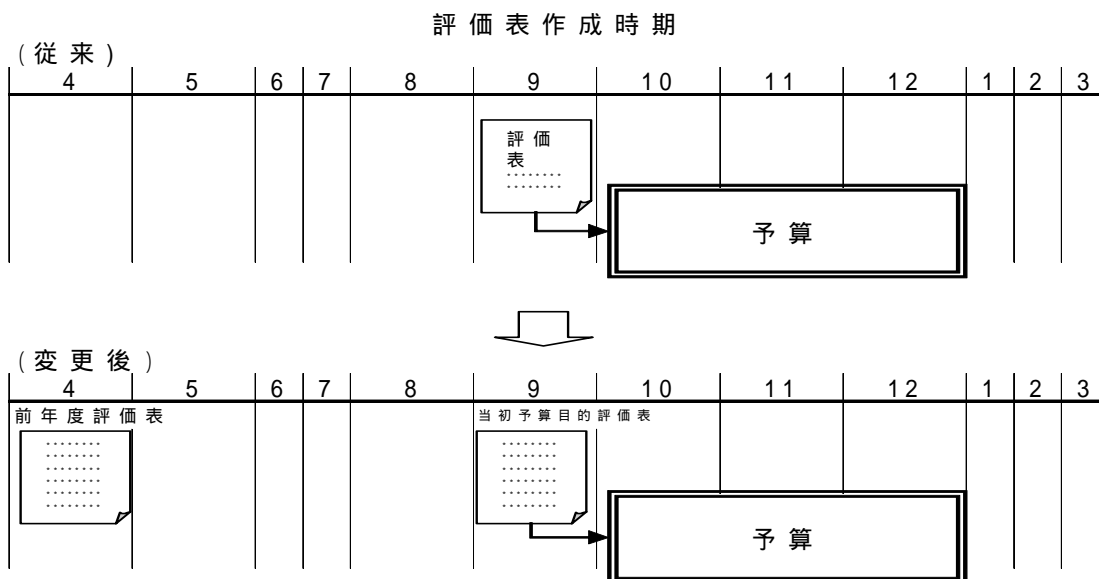 評価表作成時期
(従来)
4 5 6 7 8 9 10 11 12 1 2 3
評価
表
........
........
予算
(変更後)
4 5 6 7 8 9 10 11 12 1 2 3
前年度評価表 当初予算目的評価表
........ ........
........ ........
........ ........
........ ........
........ ........
........ ........
予算